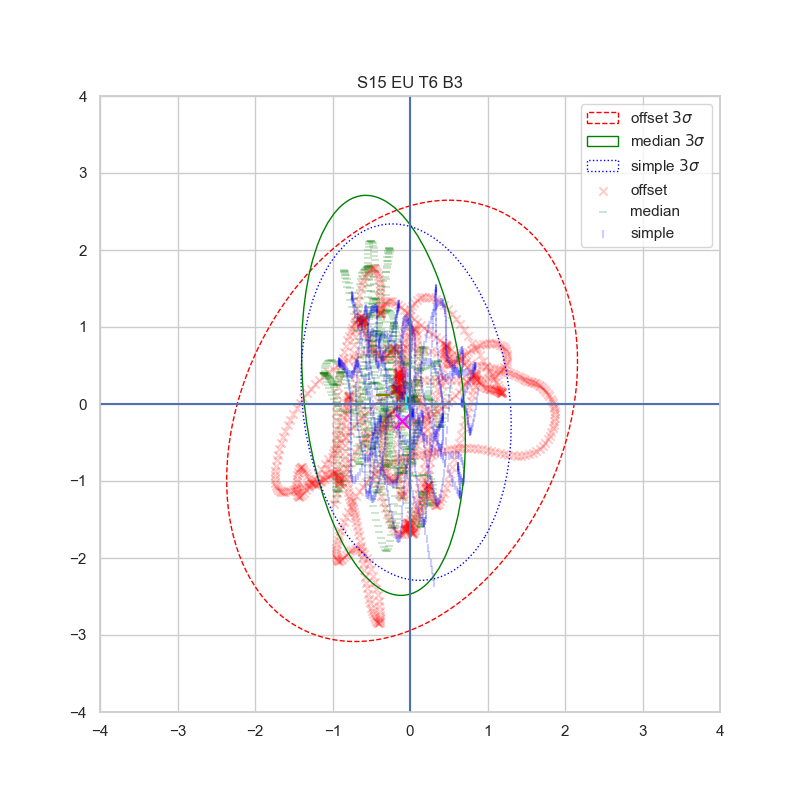 S15 EU T6 B3
offset 3σ
median 3σ
simple 3σ
offset
median
simple
4
3
2
1
0
−1
−2
−3
−4
−4 −3 −2 −1 0 1 2 3 4